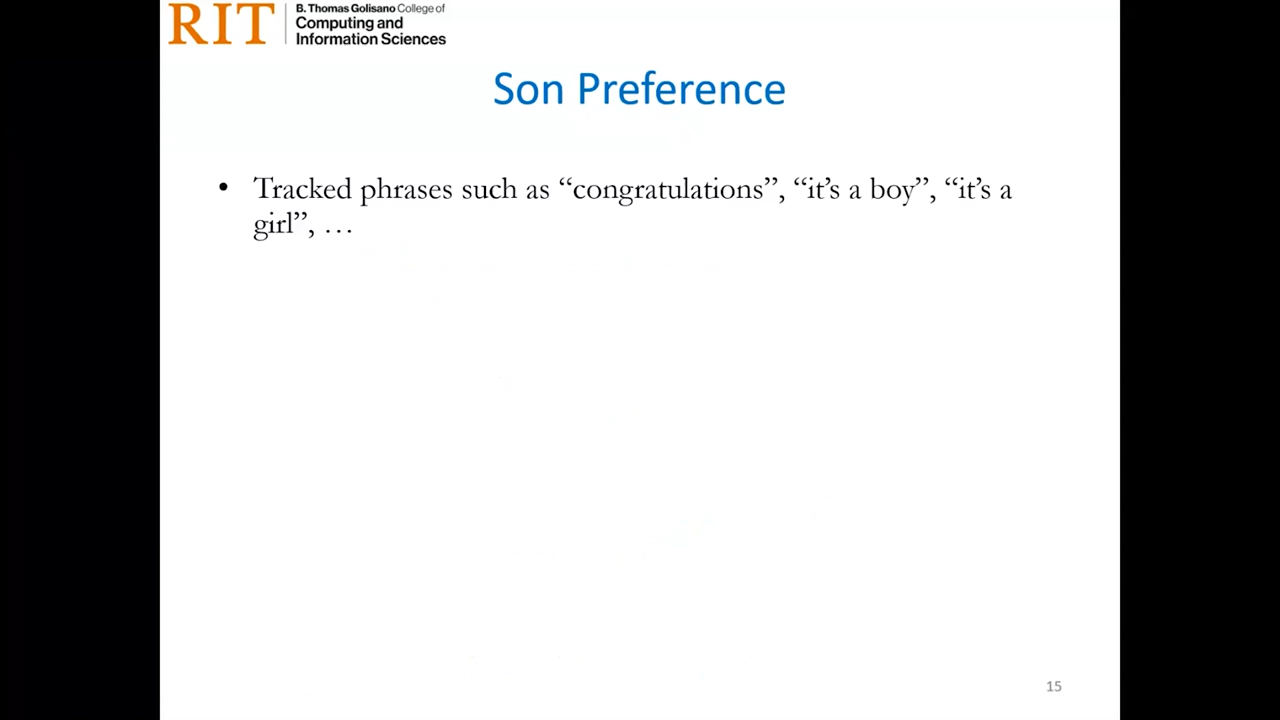 RIT
B. Thomas Golisano College of
Computing and
Information Sciences
Son Preference
• Tracked phrases such as “congratulations”, “it’s a boy”, “it’s a
girl”, …
15